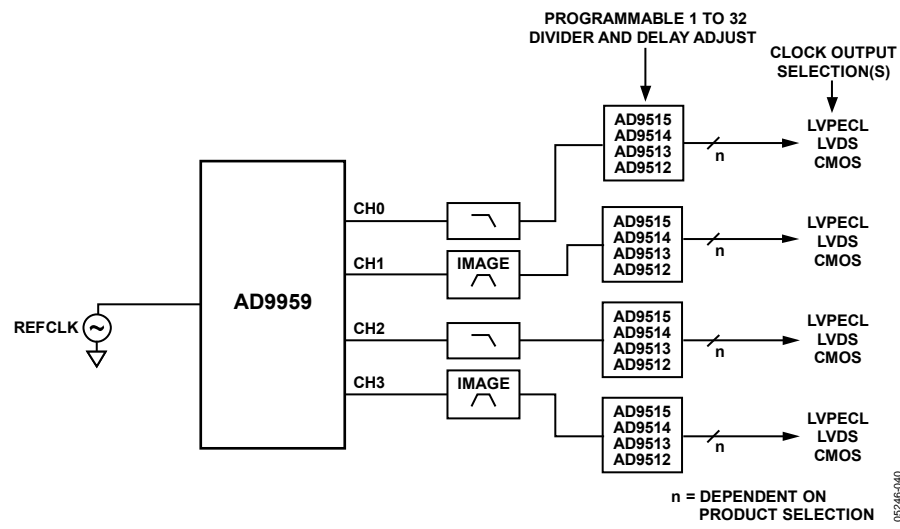 PROGRAMMABLE 1 TO 32
DIVIDER AND DELAY ADJUST
CLOCK OUTPUT
SELECTION(S)
AD9515
AD9514
AD9513
AD9512
n
LVPECL
LVDS
CMOS
CH0
CH1
IMAGE
AD9515
AD9514
AD9513
AD9512
n
LVPECL
LVDS
CMOS
AD9959
REFCLK
CH2
AD9515
AD9514
AD9513
AD9512
n
LVPECL
LVDS
CMOS
CH3
IMAGE
AD9515
AD9514
AD9513
AD9512
n
LVPECL
LVDS
CMOS
n = DEPENDENT ON
PRODUCT SELECTION
05246-040